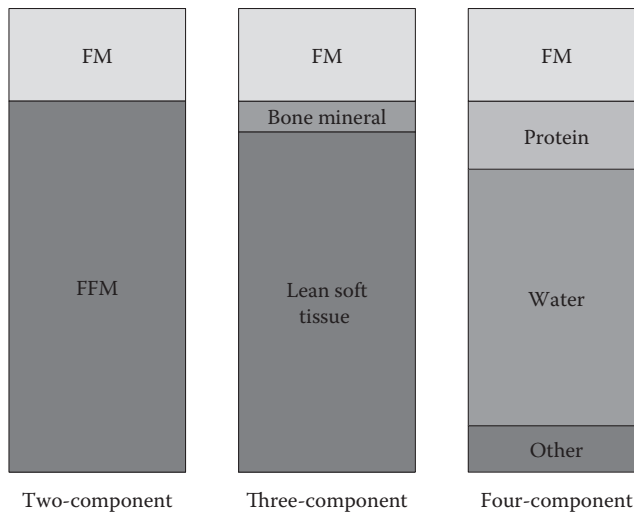 FM
FFM
Two-component
FM
Bone mineral
Lean soft
tissue
Three-component
FM
Protein
Water
Other
Four-component